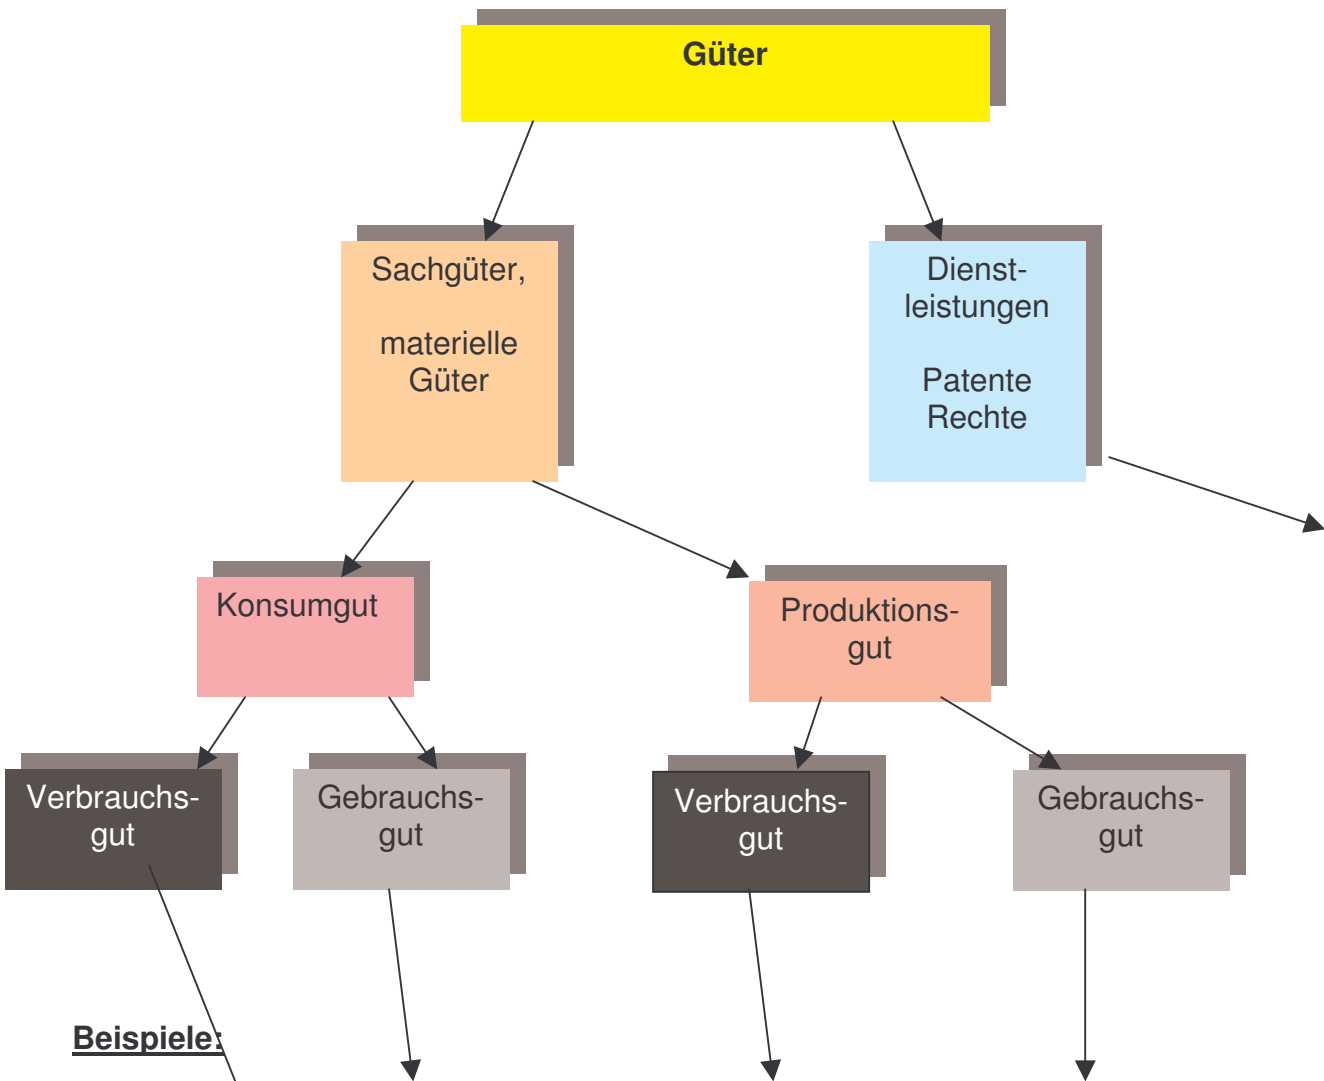 Güter
Sachgüter,
materielle
Güter
Dienst-
leistungen
Patente
Rechte
Konsumgut
Produktions-
gut
Verbrauchs-
gut
Gebrauchs-
gut
Verbrauchs-
gut
Gebrauchs-
gut
Beispiele: